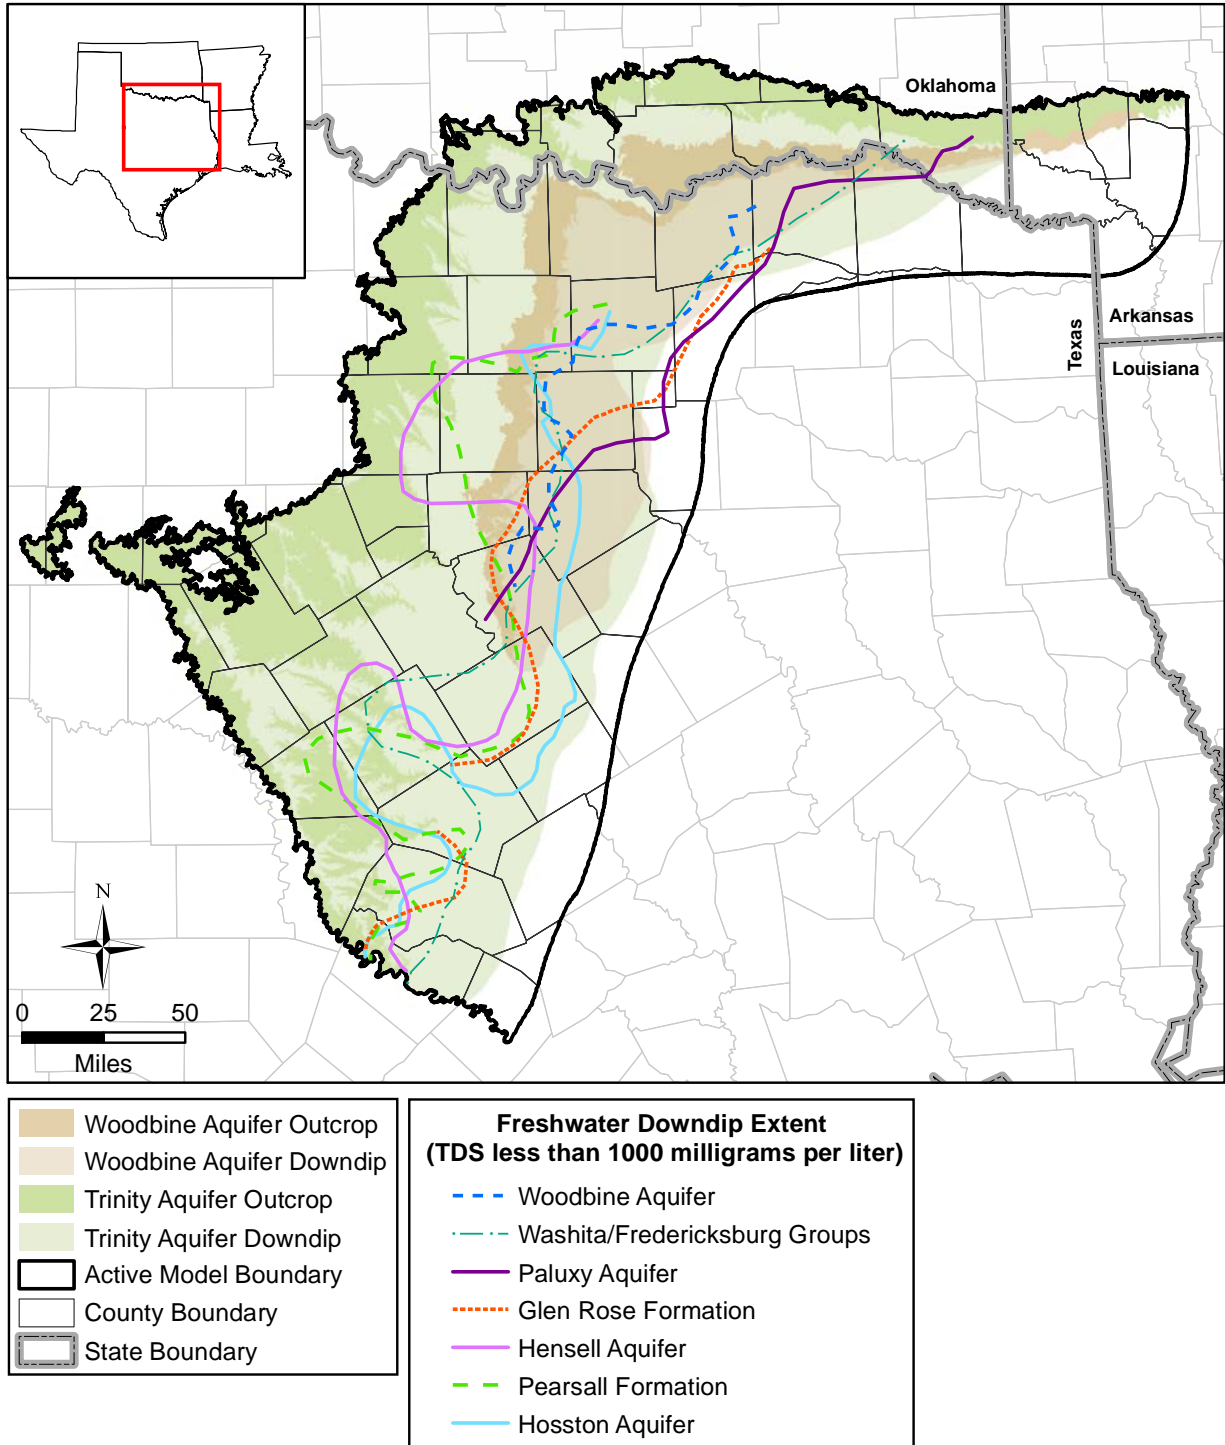 Oklahoma
Texas
Arkansas
Louisiana
N
0 25 50
Miles
Woodbine Aquifer Outcrop
Woodbine Aquifer Downdip
Trinity Aquifer Outcrop
Trinity Aquifer Downdip
Active Model Boundary
County Boundary
State Boundary
Freshwater Downdip Extent
(TDS less than 1000 milligrams per liter)
Woodbine Aquifer
Washita/Fredericksburg Groups
Paluxy Aquifer
Glen Rose Formation
Hensell Aquifer
Pearsall Formation
Hosston Aquifer